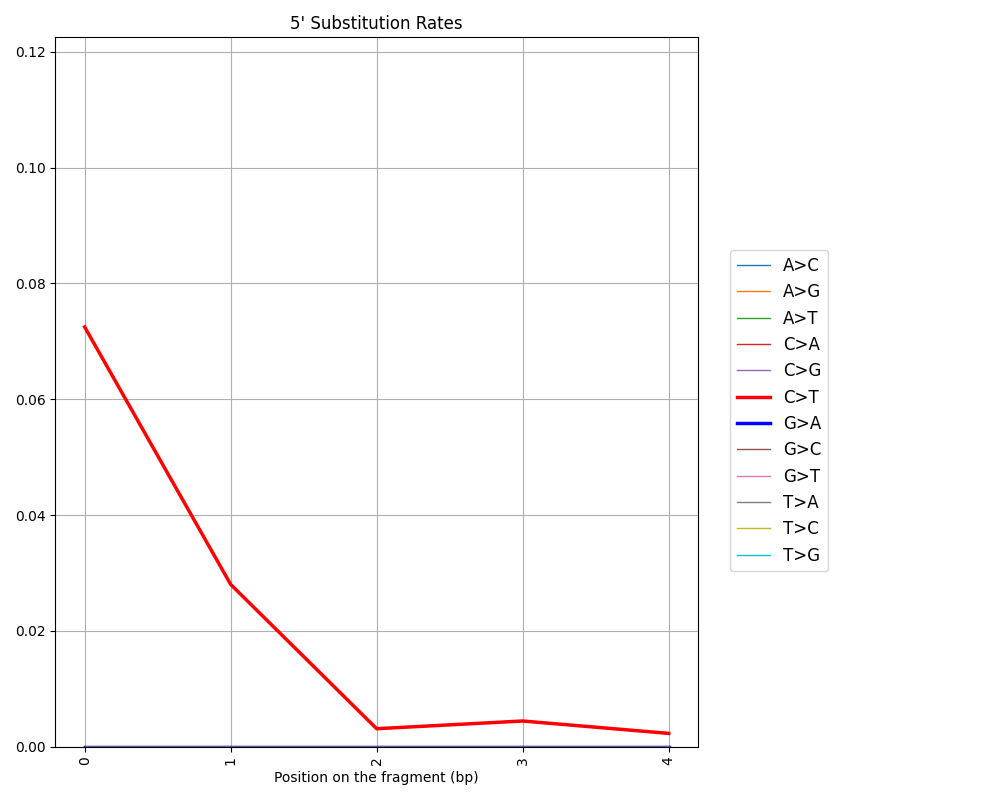 5' Substitution Rates
0.12
0.10
0.08
0.06
0.04
0.02
0.00
0
1
2
3
4
Position on the fragment (bp)
A>C
A>G
A>T
C>A
C>G
C>T
G>A
G>C
G>T
T>A
T>C
T>G